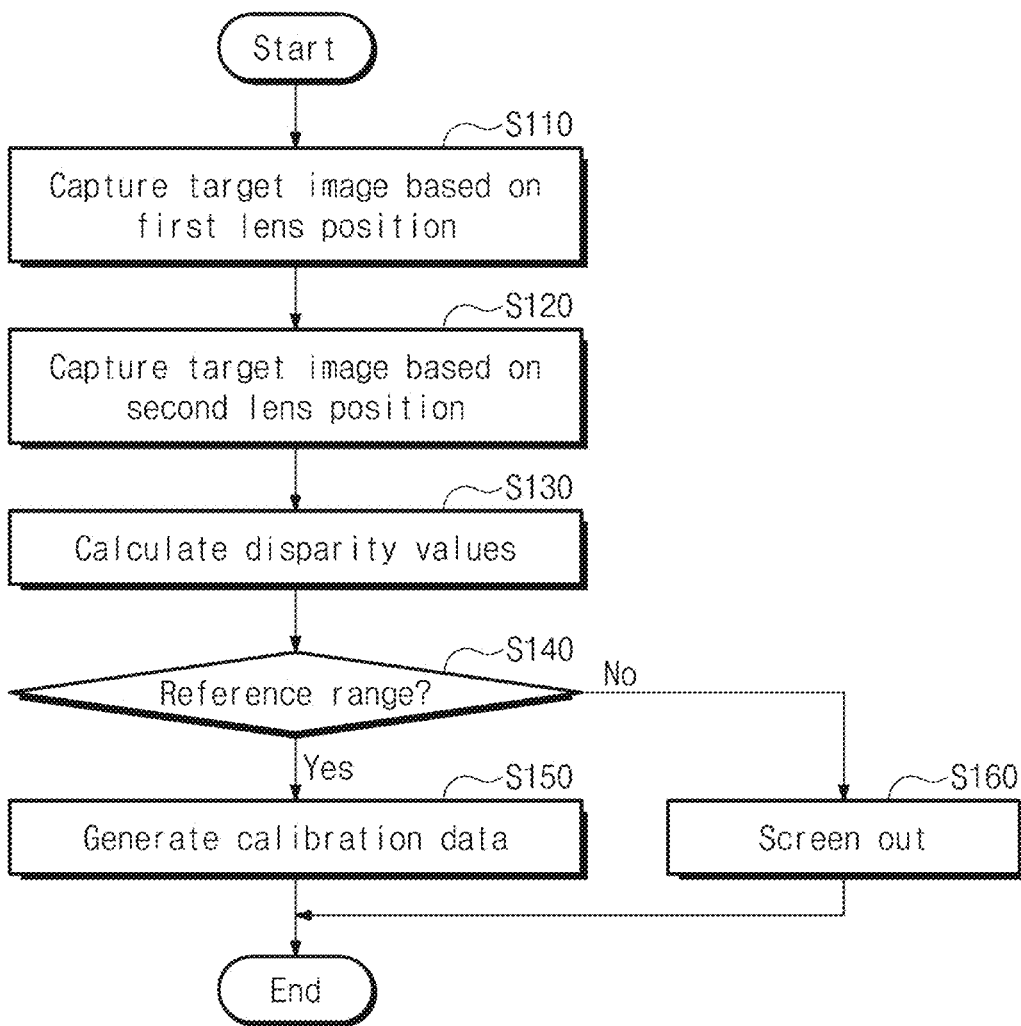 Start
S110
Capture target image based on
first lens position
S120
Capture target image based on
second lens position
S130
Calculate disparity values
S140
Reference range?
No
Yes
S150
Generate calibration data
S160
Screen out
End